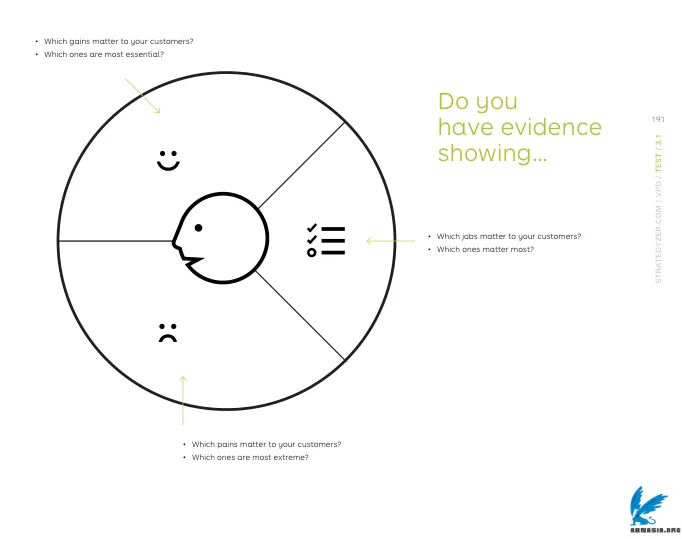 • Which gains matter to your customers?
• Which ones are most essential?
Do you
have evidence
showing...
191
STRATEGYZER.COM / VPD / TEST / 3.1
• Which jobs matter to your customers?
• Which ones matter most?
• Which pains matter to your customers?
• Which ones are most extreme?
ABMASIA.ORG